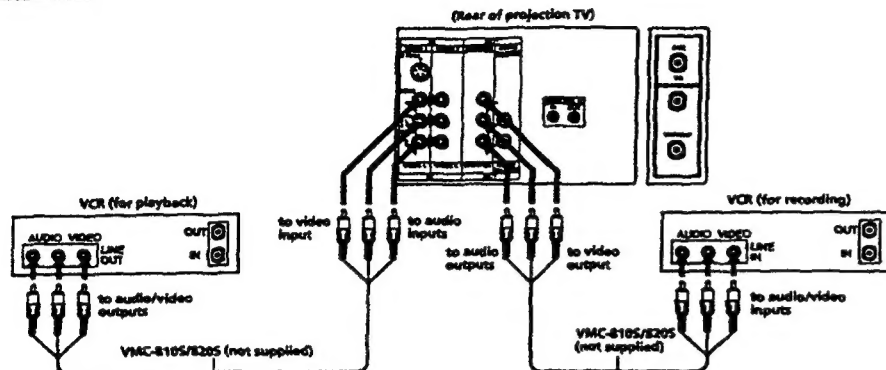 (Rear of projection TV)
VCR (for playback)
AUDIO VIDEO
LINE
OUT
OUT
IN
to audio/video
outputs
VMC-810S/820S (not supplied)
to video
input
to audio
inputs
to audio
outputs
to video
output
VCR (for recording)
AUDIO VIDEO
LINE
IN
OUT
IN
to audio/video
inputs
VMC-810S/820S
(not supplied)